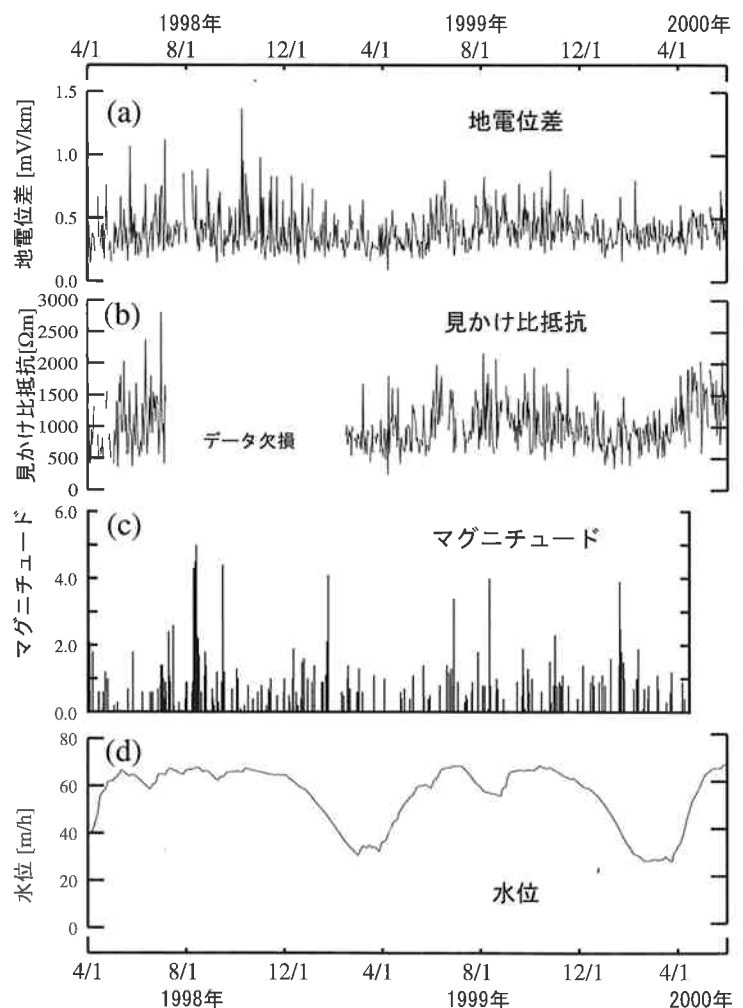 1998年 1999年 2000年
4/1 8/1 12/1 4/1 8/1 12/1 4/1
地電位差 [mV/km]
1.5
1.0
0.5
0.0
(a)
地電位差
見かけ比抵抗[Ωm]
3000
2500
2000
1500
1000
500
0
(b)
見かけ比抵抗
データ欠損
マグニチュード
6.0
4.0
2.0
0.0
(c)
マグニチュード
水位 [m/h]
80
60
40
20
0
(d)
水位
4/1 8/1 12/1 4/1 8/1 12/1 4/1
1998年 1999年 2000年